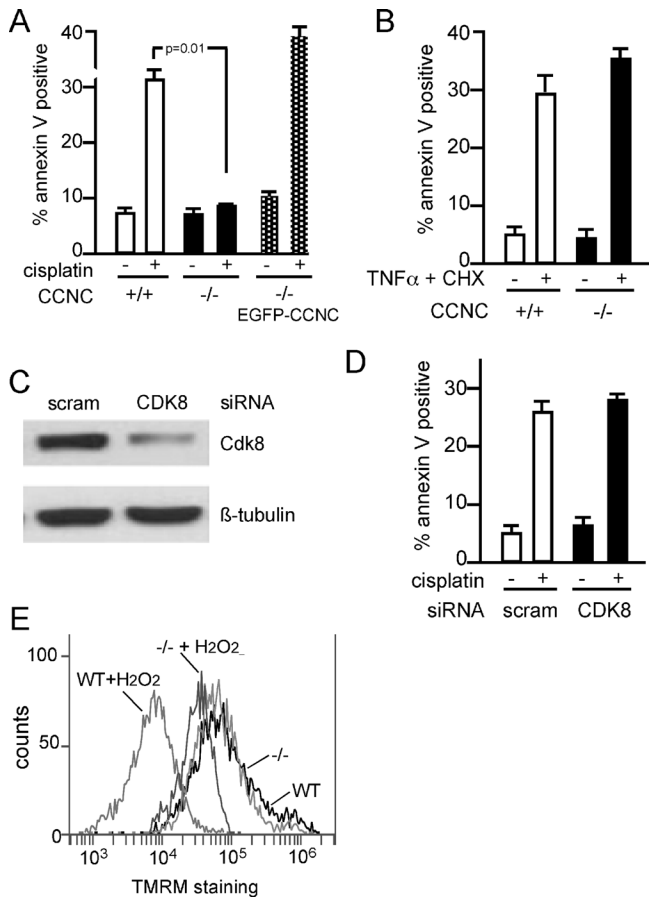 A
% annexin V positive
40
30
20
10
0
p=0.01
cisplatin - + - + - +
CCNC +/+ -/- -/-
EGFP-CCNC
B
% annexin V positive
40
30
20
10
0
TNFα + CHX - + - +
CCNC +/+ -/-
C
scram CDK8 siRNA
Cdk8
ß-tubulin
D
% annexin V positive
30
20
10
0
cisplatin - + - +
siRNA scram CDK8
E
counts
100
50
0
WT+H2O2
-/- + H2O2
-/-
WT
10³ 10⁴ 10⁵ 10⁶
TMRM staining